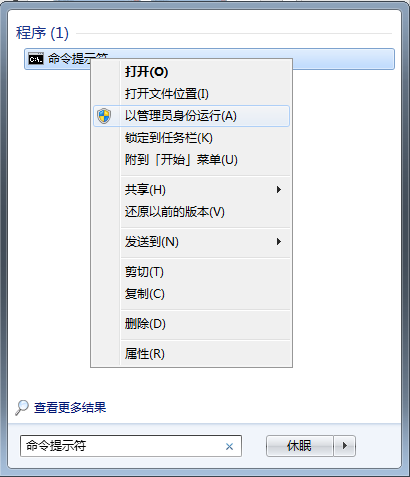 程序 (1)
命令提示符
打开(O)
打开文件位置(I)
以管理员身份运行(A)
锁定到任务栏(K)
附到「开始」菜单(U)
共享(H)
还原以前的版本(V)
发送到(N)
剪切(T)
复制(C)
删除(D)
属性(R)
查看更多结果
命令提示符
休眠